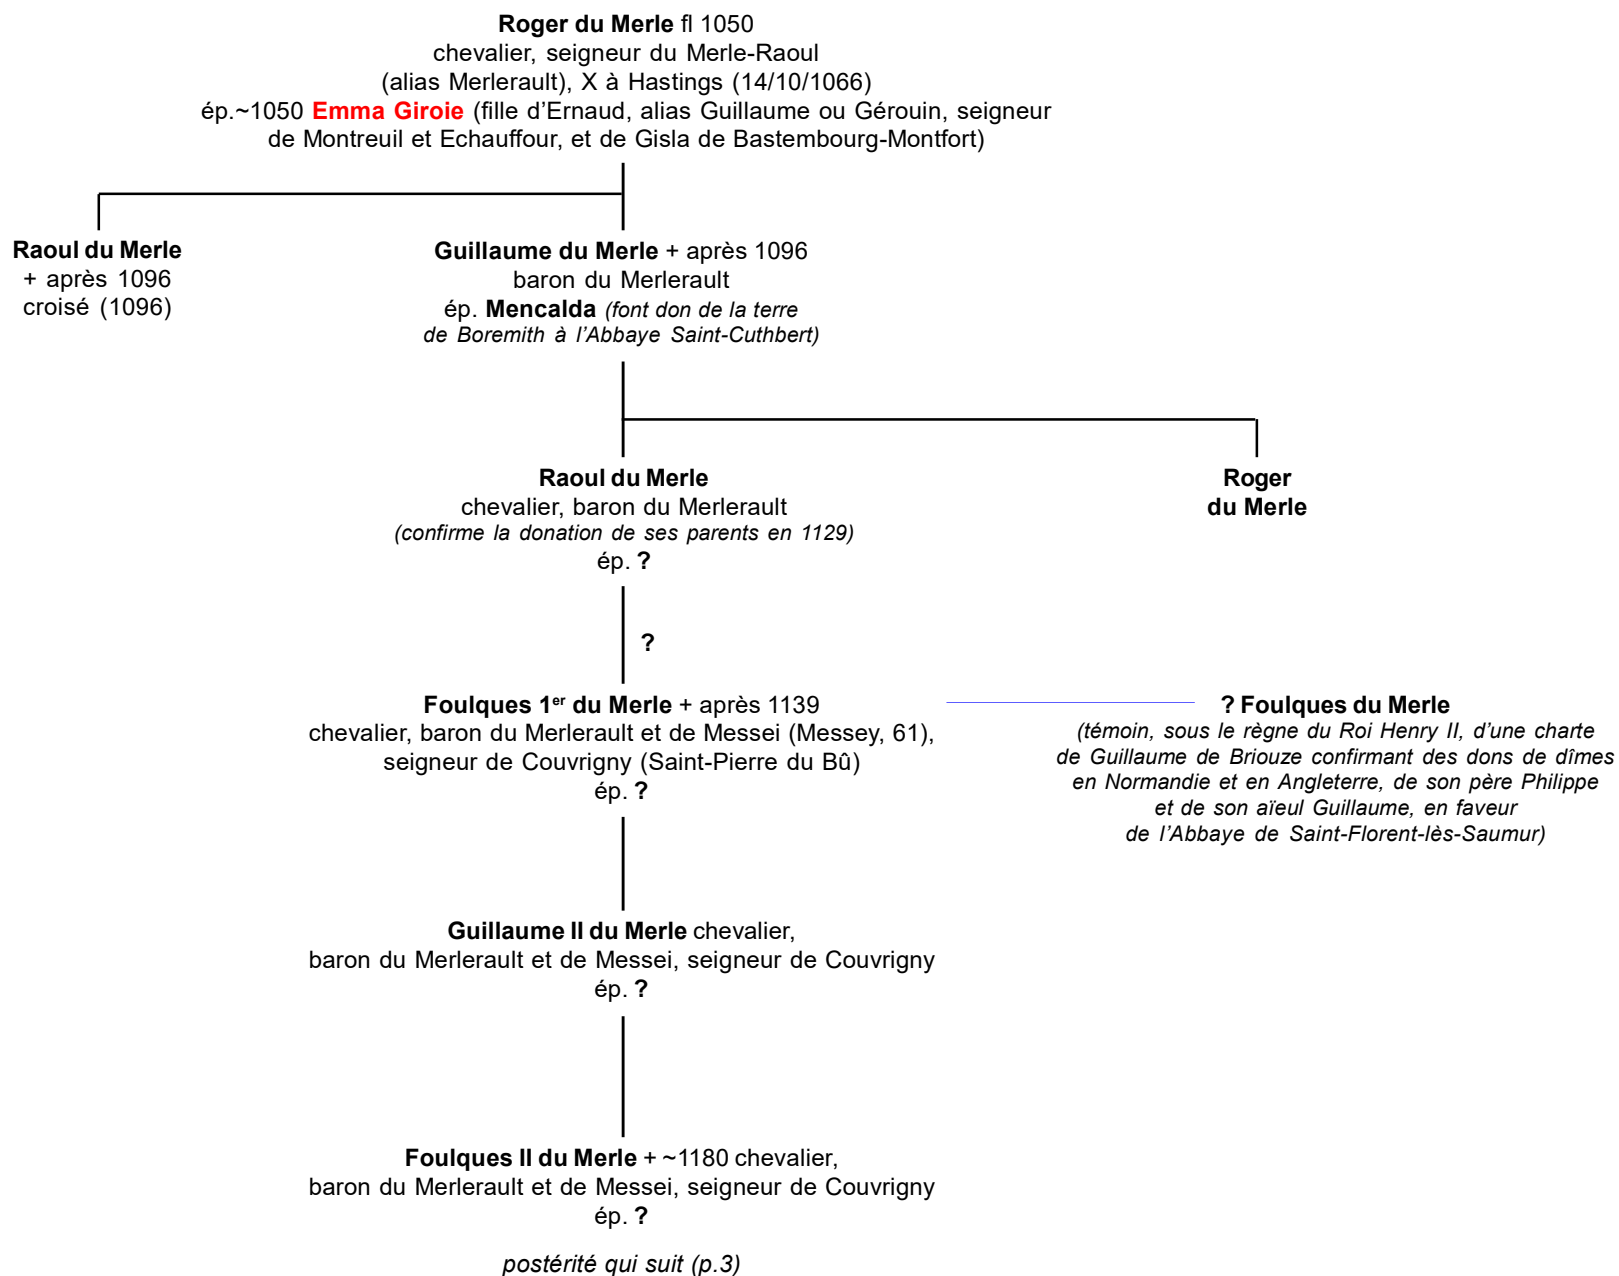 Roger du Merle fl 1050
chevalier, seigneur du Merle-Raoul
(alias Merlerault), X à Hastings (14/10/1066)
ép.~1050 Emma Giroie (fille d’Ernaud, alias Guillaume ou Gérouin, seigneur
de Montreuil et Echauffour, et de Gisla de Bastembourg-Montfort)
Raoul du Merle
+ après 1096
croisé (1096)
Guillaume du Merle + après 1096
baron du Merlerault
ép. Mencalda (font don de la terre
de Boremith à l’Abbaye Saint-Cuthbert)
Raoul du Merle
chevalier, baron du Merlerault
(confirme la donation de ses parents en 1129)
ép. ?
Roger
du Merle
?
Foulques 1er du Merle + après 1139
chevalier, baron du Merlerault et de Messei (Messey, 61),
seigneur de Couvrigny (Saint-Pierre du Bû)
ép. ?
? Foulques du Merle
(témoin, sous le règne du Roi Henry II, d’une charte
de Guillaume de Briouze confirmant des dons de dîmes
en Normandie et en Angleterre, de son père Philippe
et de son aïeul Guillaume, en faveur
de l’Abbaye de Saint-Florent-lès-Saumur)
Guillaume II du Merle chevalier,
baron du Merlerault et de Messei, seigneur de Couvrigny
ép. ?
Foulques II du Merle + ~1180 chevalier,
baron du Merlerault et de Messei, seigneur de Couvrigny
ép. ?
postérité qui suit (p.3)